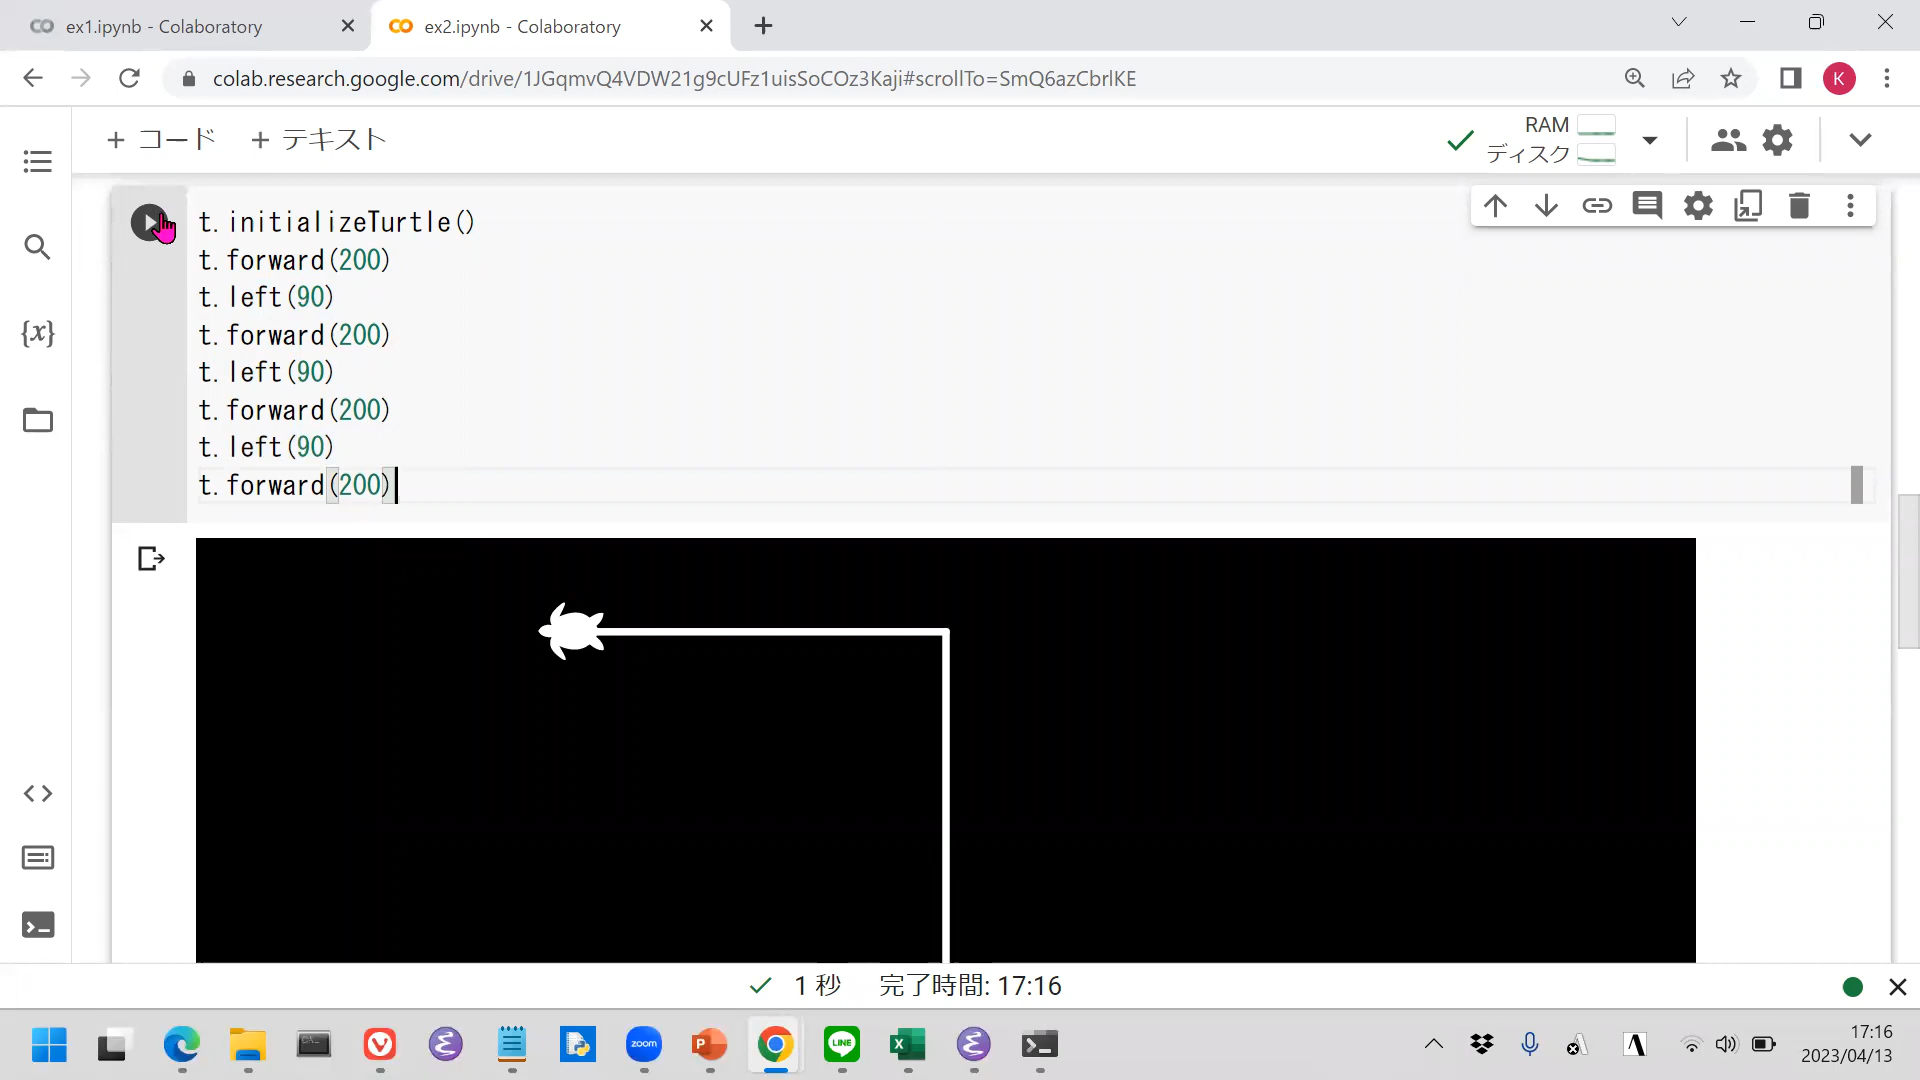 ex1.ipynb - Colaboratory
ex2.ipynb - Colaboratory
colab.research.google.com/drive/1JGqmvQ4VDW21g9cUFz1uisSoCOz3Kaji#scrollTo=SmQ6azCbrlKE
K
+ コード + テキスト
RAM
ディスク
t.initializeTurtle()
t.forward(200)
t.left(90)
t.forward(200)
t.left(90)
t.forward(200)
t.left(90)
t.forward(200)
{x}
1 秒 完了時間: 17:16
zoom
P
LINE
X
A
17:16
2023/04/13